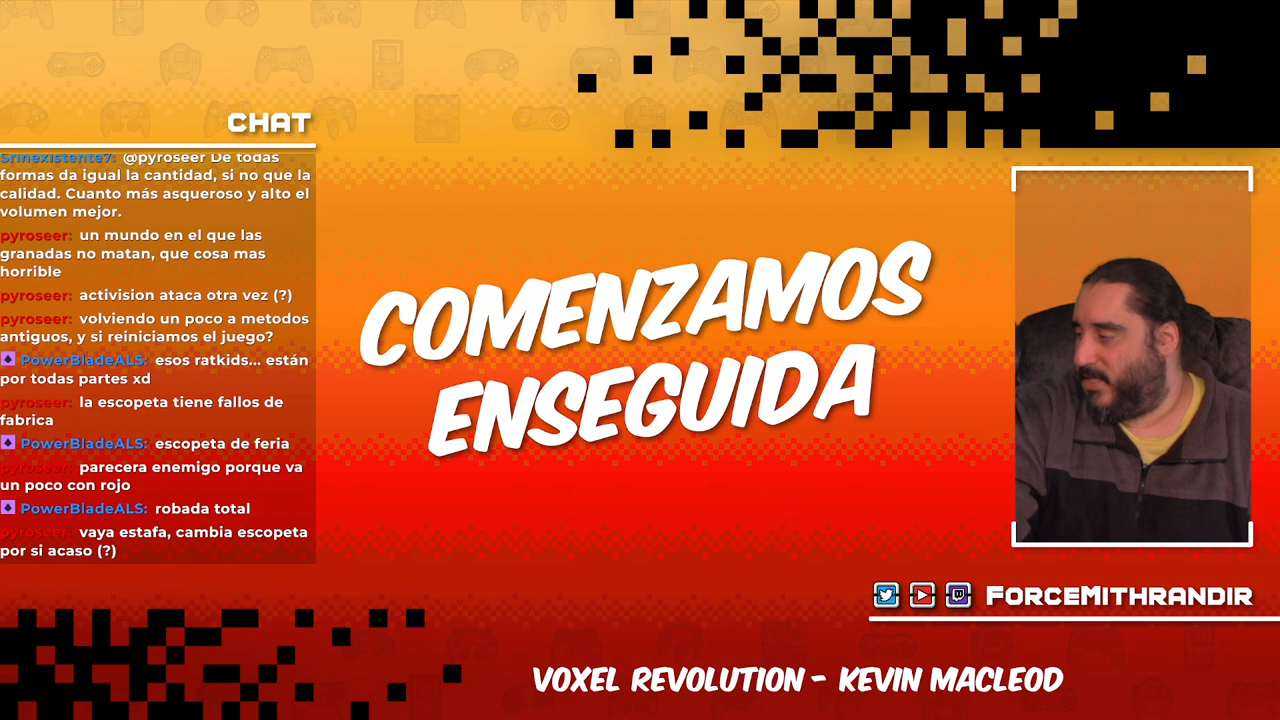 CHAT
Srinexistente7: @pyroseer De todas
formas da igual la cantidad, si no que la
calidad. Cuanto más asqueroso y alto el
volumen mejor.
pyroseer: un mundo en el que las
granadas no matan, que cosa mas
horrible
pyroseer: activision ataca otra vez (?)
pyroseer: volviendo un poco a metodos
antiguos, y si reiniciamos el juego?
PowerBladeALS: esos ratkids... están
por todas partes xd
pyroseer: la escopeta tiene fallos de
fabrica
PowerBladeALS: escopeta de feria
pyroseer: parecera enemigo porque va
un poco con rojo
PowerBladeALS: robada total
pyroseer: vaya estafa, cambia escopeta
por si acaso (?)
COMENZAMOS
ENSEGUIDA
FORCEMITHRANDIR
VOXEL REVOLUTION - KEVIN MACLEOD